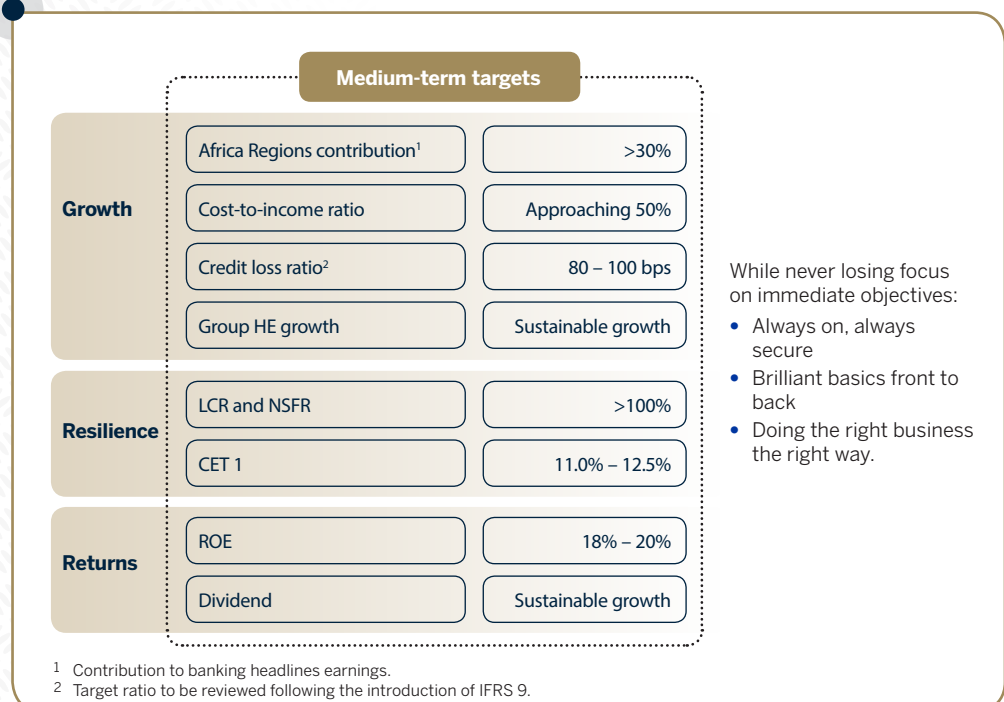 Medium-term targets
Growth
Africa Regions contribution¹
>30%
Cost-to-income ratio
Approaching 50%
Credit loss ratio²
80 – 100 bps
Group HE growth
Sustainable growth
Resilience
LCR and NSFR
>100%
CET 1
11.0% – 12.5%
Returns
ROE
18% – 20%
Dividend
Sustainable growth
While never losing focus
on immediate objectives:
• Always on, always
secure
• Brilliant basics front to
back
• Doing the right business
the right way.
¹ Contribution to banking headlines earnings.
² Target ratio to be reviewed following the introduction of IFRS 9.